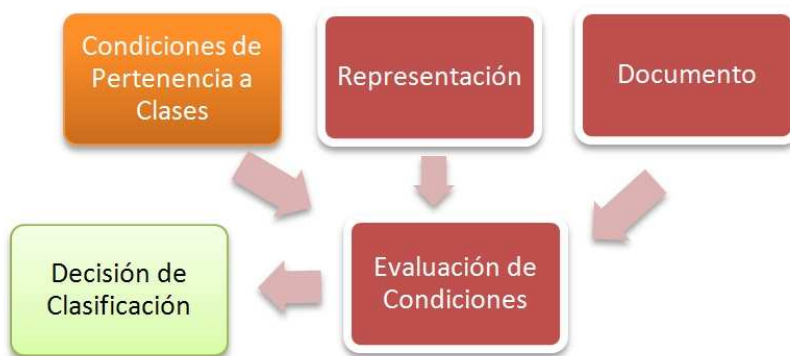 Condiciones de
Pertenencia a
Clases
Representación
Documento
Decisión de
Clasificación
Evaluación de
Condiciones